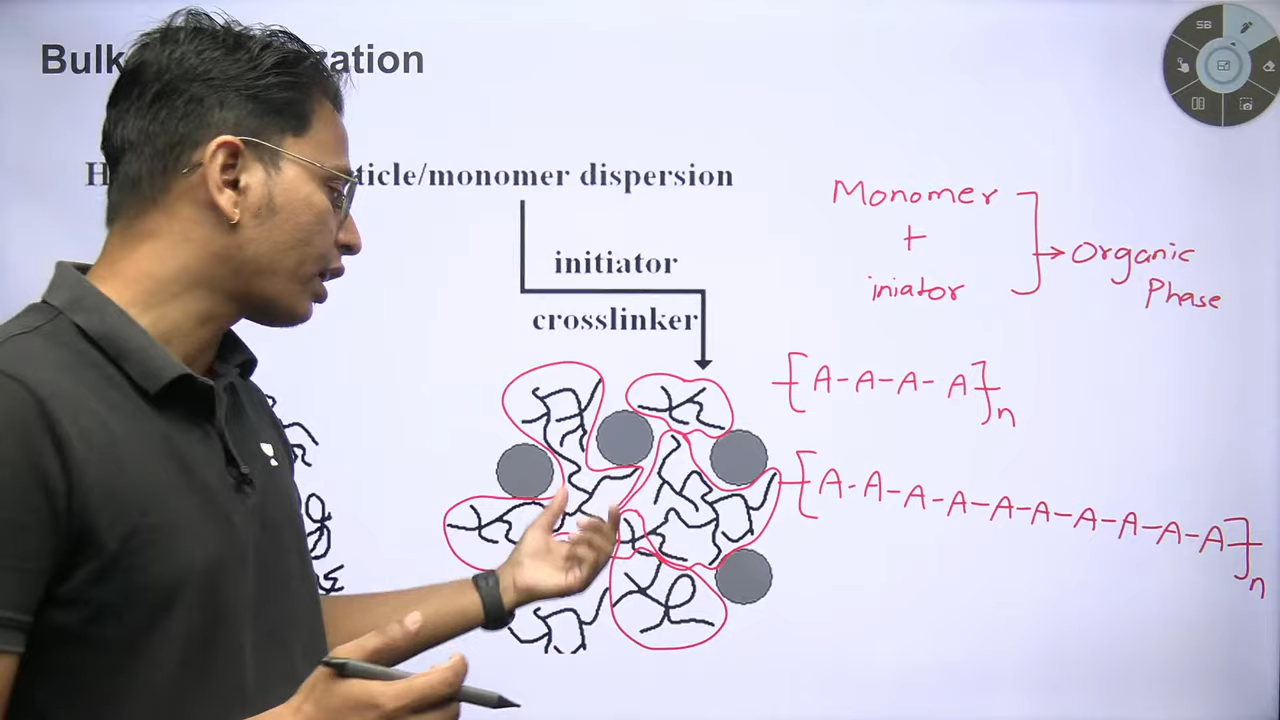 Bulk ization
H ticle/monomer dispersion
initiator
crosslinker
Monomer
+
iniator
Organic
Phase
[A-A-A-A]n
[A-A-A-A-A-A-A-A-A-A]n
SB